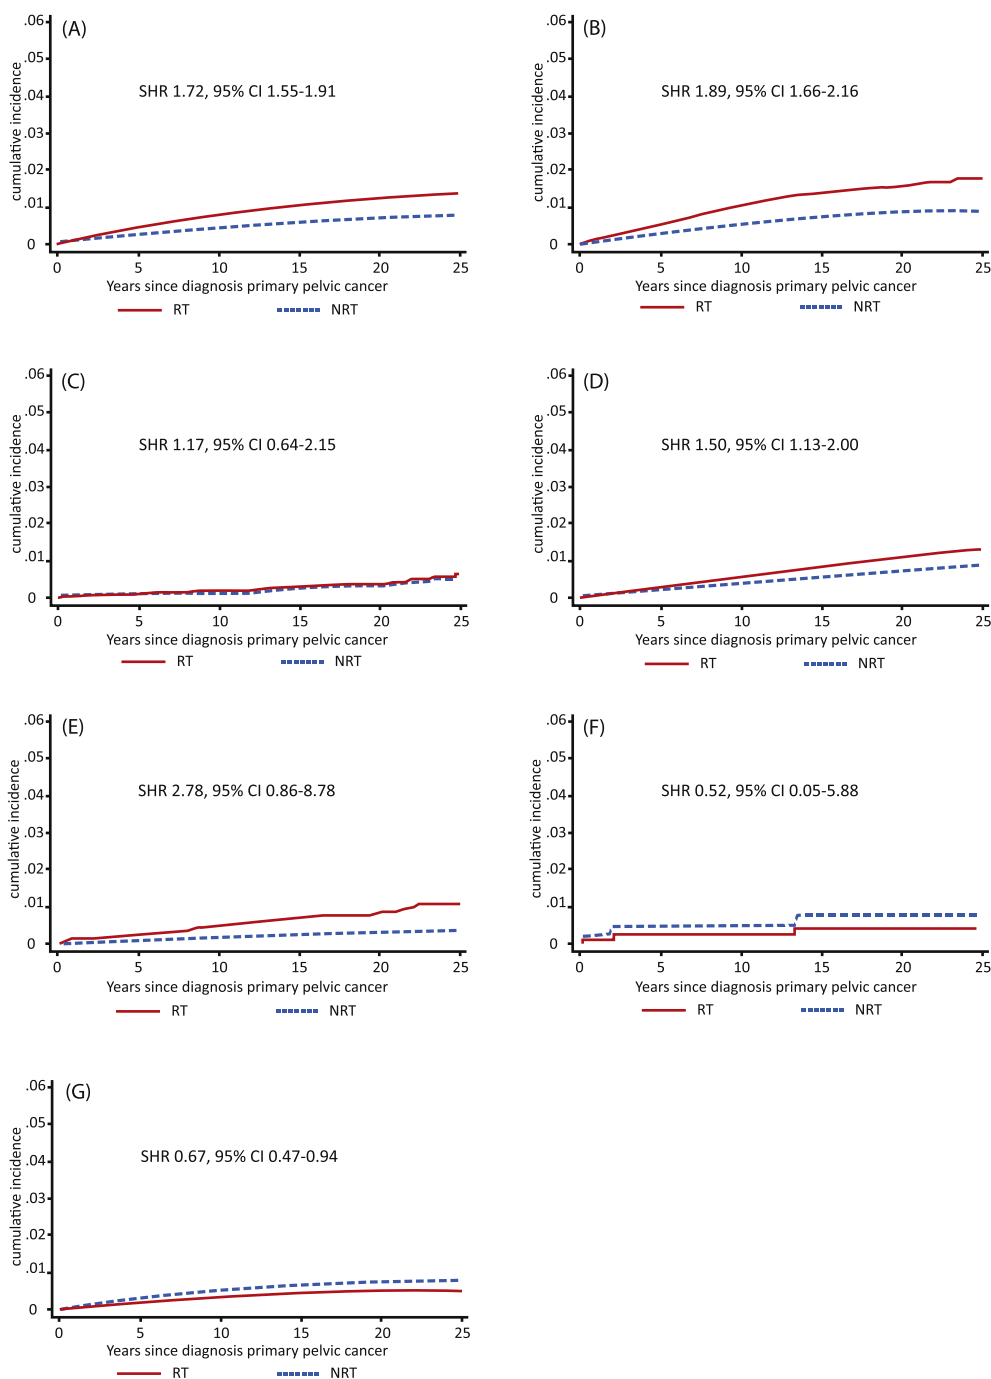 (A)
SHR 1.72, 95% CI 1.55-1.91
cumulative incidence
.06
.05
.04
.03
.02
.01
0
0 5 10 15 20 25
Years since diagnosis primary pelvic cancer
RT NRT
(B)
SHR 1.89, 95% CI 1.66-2.16
cumulative incidence
.06
.05
.04
.03
.02
.01
0
0 5 10 15 20 25
Years since diagnosis primary pelvic cancer
RT NRT
(C)
SHR 1.17, 95% CI 0.64-2.15
cumulative incidence
.06
.05
.04
.03
.02
.01
0
0 5 10 15 20 25
Years since diagnosis primary pelvic cancer
RT NRT
(D)
SHR 1.50, 95% CI 1.13-2.00
cumulative incidence
.06
.05
.04
.03
.02
.01
0
0 5 10 15 20 25
Years since diagnosis primary pelvic cancer
RT NRT
(E)
SHR 2.78, 95% CI 0.86-8.78
cumulative incidence
.06
.05
.04
.03
.02
.01
0
0 5 10 15 20 25
Years since diagnosis primary pelvic cancer
RT NRT
(F)
SHR 0.52, 95% CI 0.05-5.88
cumulative incidence
.06
.05
.04
.03
.02
.01
0
0 5 10 15 20 25
Years since diagnosis primary pelvic cancer
RT NRT
(G)
SHR 0.67, 95% CI 0.47-0.94
cumulative incidence
.06
.05
.04
.03
.02
.01
0
0 5 10 15 20 25
Years since diagnosis primary pelvic cancer
RT NRT